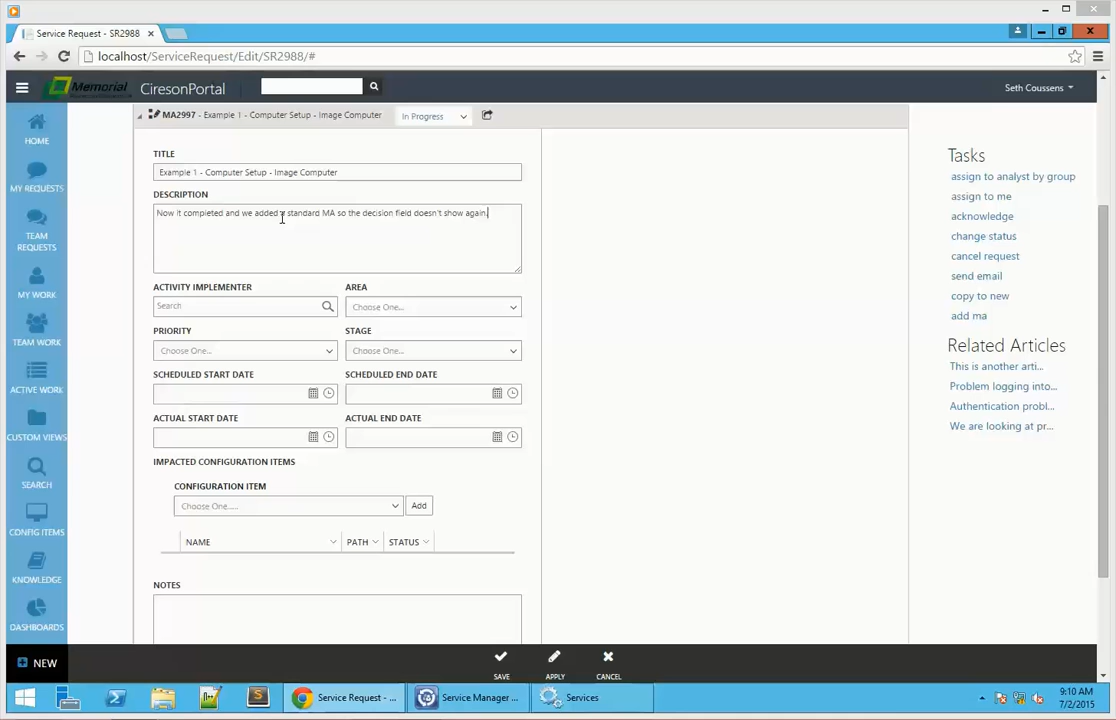 Service Request - SR2988
localhost/ServiceRequest/Edit/SR2988/#
Memorial
CiresonPortal
Seth Coussens
HOME
MY REQUESTS
TEAM
REQUESTS
MY WORK
TEAM WORK
ACTIVE WORK
CUSTOM VIEWS
SEARCH
CONFIG ITEMS
KNOWLEDGE
DASHBOARDS
NEW
MA2997 - Example 1 - Computer Setup - Image Computer
In Progress
TITLE
Example 1 - Computer Setup - Image Computer
DESCRIPTION
Now it completed and we added a standard MA so the decision field doesn't show again.
ACTIVITY IMPLEMENTER
AREA
Search
Choose One...
PRIORITY
STAGE
Choose One...
Choose One...
SCHEDULED START DATE
SCHEDULED END DATE
ACTUAL START DATE
ACTUAL END DATE
IMPACTED CONFIGURATION ITEMS
CONFIGURATION ITEM
Choose One.....
Add
NAME
PATH
STATUS
NOTES
Tasks
assign to analyst by group
assign to me
acknowledge
change status
cancel request
send email
copy to new
add ma
Related Articles
This is another arti...
Problem logging into...
Authentication probl...
We are looking at pr...
SAVE
APPLY
CANCEL
Service Request - ...
Service Manager ...
Services
9:10 AM
7/2/2015